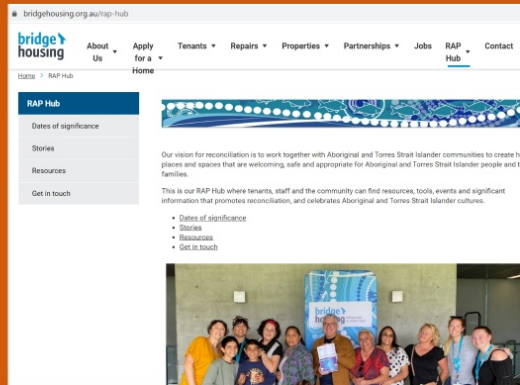 bridgehousing.org.au/rap-hub
bridge
housing
About Us
Apply for a Home
Tenants
Repairs
Properties
Partnerships
Jobs
RAP Hub
Contact
Home > RAP Hub
RAP Hub
Dates of significance
Stories
Resources
Get in touch
Our vision for reconciliation is to work together with Aboriginal and Torres Strait Islander communities to create h
places and spaces that are welcoming, safe and appropriate for Aboriginal and Torres Strait Islander people and t
families.
This is our RAP Hub where tenants, staff and the community can find resources, tools, events and significant
information that promotes reconciliation, and celebrates Aboriginal and Torres Strait Islander cultures.
Dates of significance
Stories
Resources
Get in touch
bridge
housing